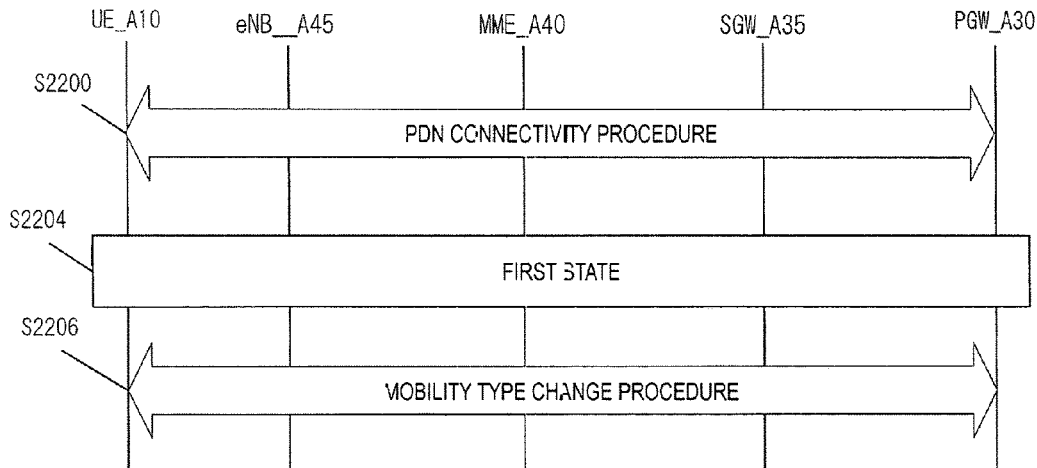 UE_A10 eNB__A45 MME_A40 SGW_A35 PGW_A30
S2200
PDN CONNECTIVITY PROCEDURE
S2204
FIRST STATE
S2206
MOBILITY TYPE CHANGE PROCEDURE